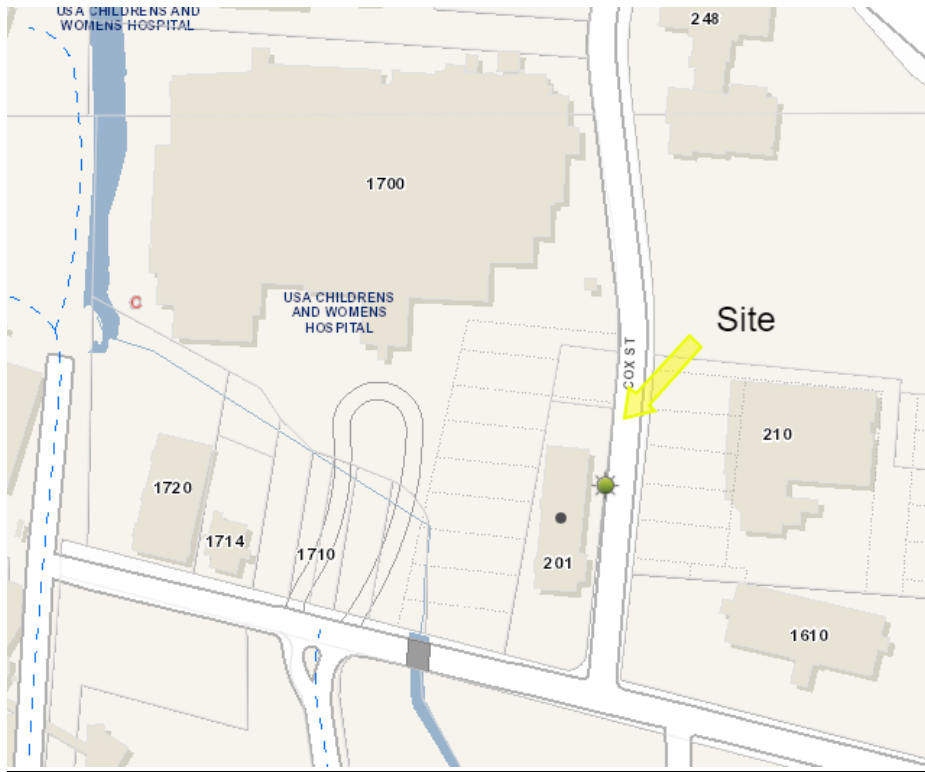 USA CHILDRENS AND
WOMENS HOSPITAL
248
1700
C
USA CHILDRENS
AND WOMENS
HOSPITAL
Site
COX ST
210
1720
1714
1710
201
1610